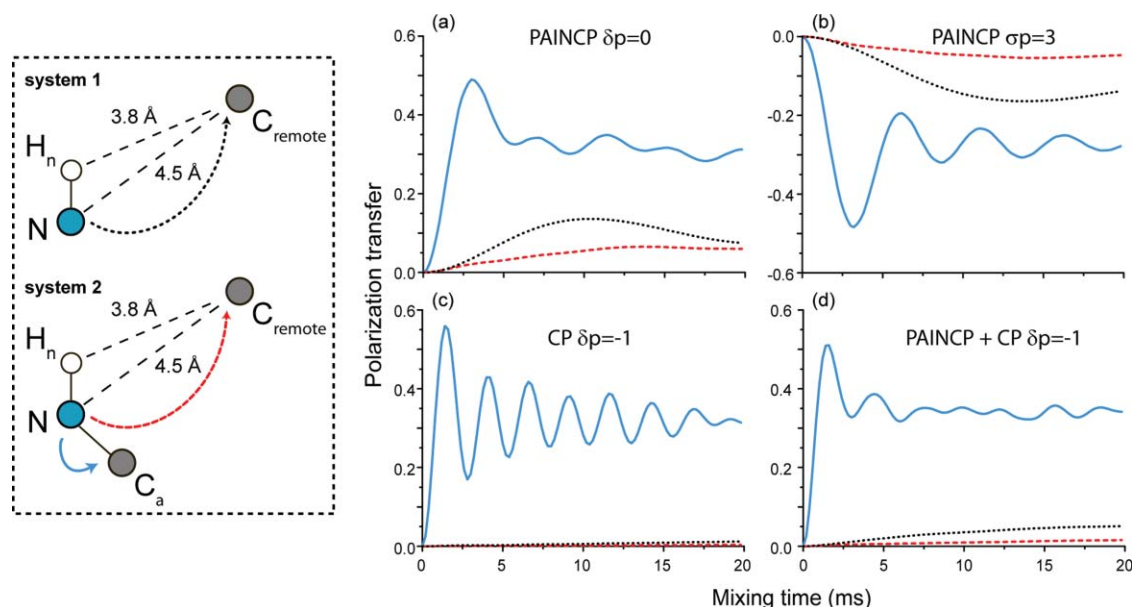 system 1
3.8 Å
C remote
H n
4.5 Å
N
system 2
3.8 Å
C remote
H n
4.5 Å
N
C a
Polarization transfer
Mixing time (ms)
(a)
PAINCP δp=0
0.6
0.4
0.2
0.0
(b)
PAINCP σp=3
0.0
-0.2
-0.4
-0.6
(c)
CP δp=-1
0.6
0.4
0.2
0.0
0 5 10 15 20
(d)
PAINCP + CP δp=-1
0.6
0.4
0.2
0.0
0 5 10 15 20